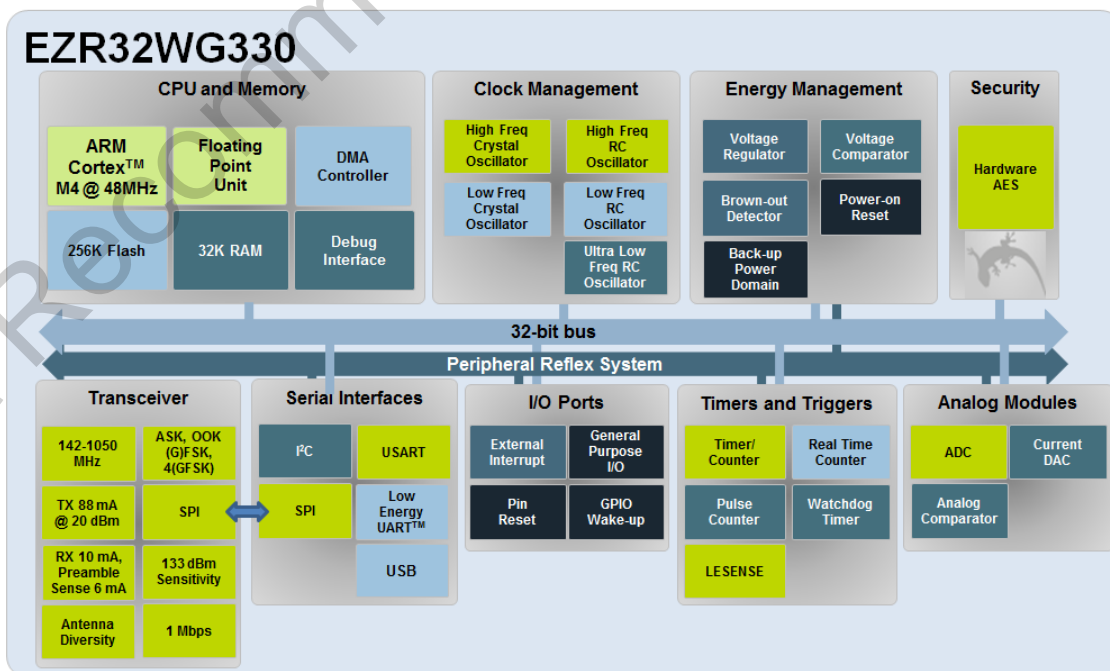 EZR32WG330
CPU and Memory
ARM
Cortex™
M4 @ 48MHz
Floating
Point
Unit
DMA
Controller
256K Flash
32K RAM
Debug
Interface
Clock Management
High Freq
Crystal
Oscillator
High Freq
RC
Oscillator
Low Freq
Crystal
Oscillator
Low Freq
RC
Oscillator
Ultra Low
Freq RC
Oscillator
Energy Management
Voltage
Regulator
Voltage
Comparator
Brown-out
Detector
Power-on
Reset
Back-up
Power
Domain
Security
Hardware
AES
32-bit bus
Peripheral Reflex System
Transceiver
142-1050
MHz
ASK, OOK
(G)FSK,
4(GFSK)
TX 88 mA
@ 20 dBm
SPI
RX 10 mA,
Preamble
Sense 6 mA
133 dBm
Sensitivity
Antenna
Diversity
1 Mbps
Serial Interfaces
I²C
USART
SPI
Low
Energy
UART™
USB
I/O Ports
External
Interrupt
General
Purpose
I/O
Pin
Reset
GPIO
Wake-up
Timers and Triggers
Timer/
Counter
Real Time
Counter
Pulse
Counter
Watchdog
Timer
LESENSE
Analog Modules
ADC
Current
DAC
Analog
Comparator